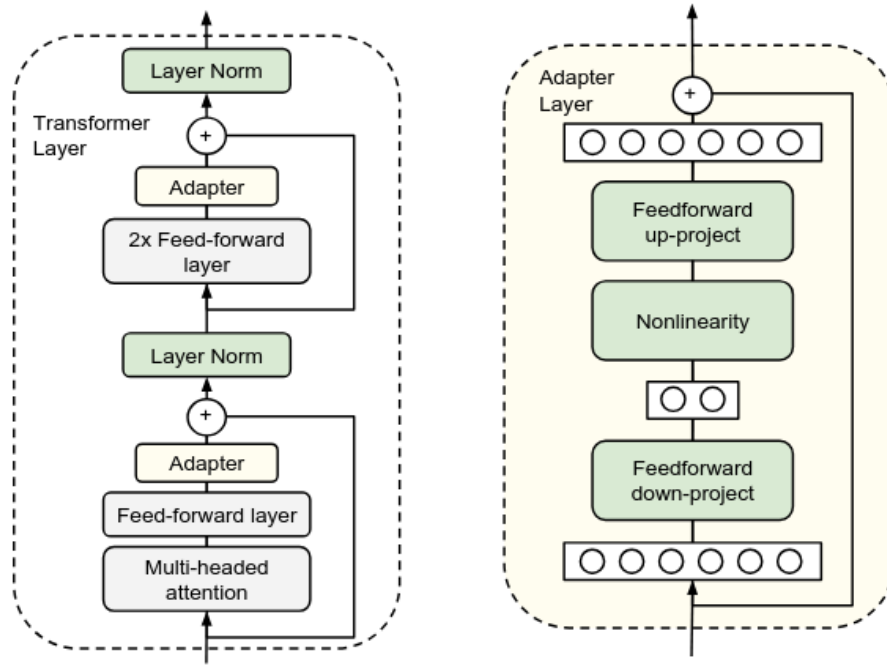 Layer Norm
Transformer
Layer
+
Adapter
2x Feed-forward
layer
Layer Norm
+
Adapter
Feed-forward layer
Multi-headed
attention
Adapter
Layer
+
Feedforward
up-project
Nonlinearity
Feedforward
down-project